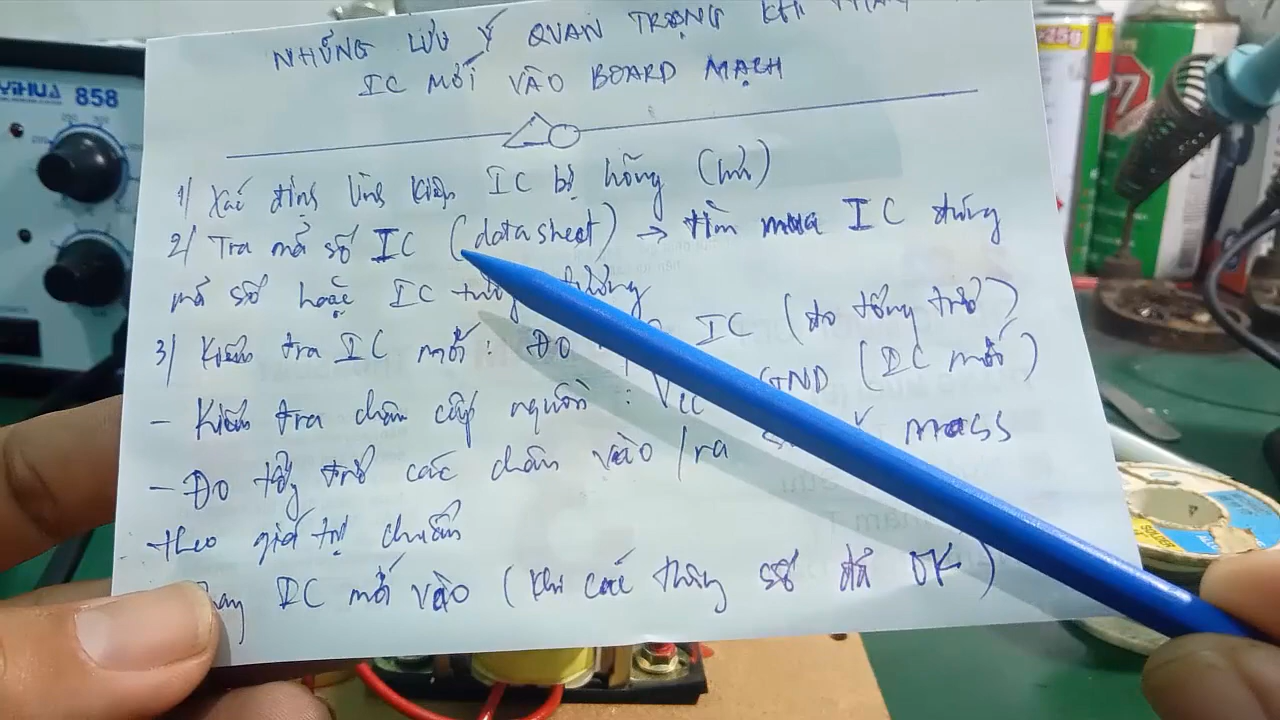 NHỮNG LƯU Ý QUAN TRỌNG KHI THAY
IC MỚI VÀO BOARD MẠCH
1) Xác định linh kiện IC bị hỏng (hư)
2) Tra mã số IC (datasheet) → tìm mua IC đúng
mã số hoặc IC tương đương
3) Kiểm tra IC mới : Đo IC (đo tổng trở)
- Kiểm tra chân cấp nguồn : Vcc GND (IC mới)
- Đo tổng trở các chân vào / ra mass
theo giá trị chuẩn
IC mới vào (khi các thông số đã OK)
YIHUA 858